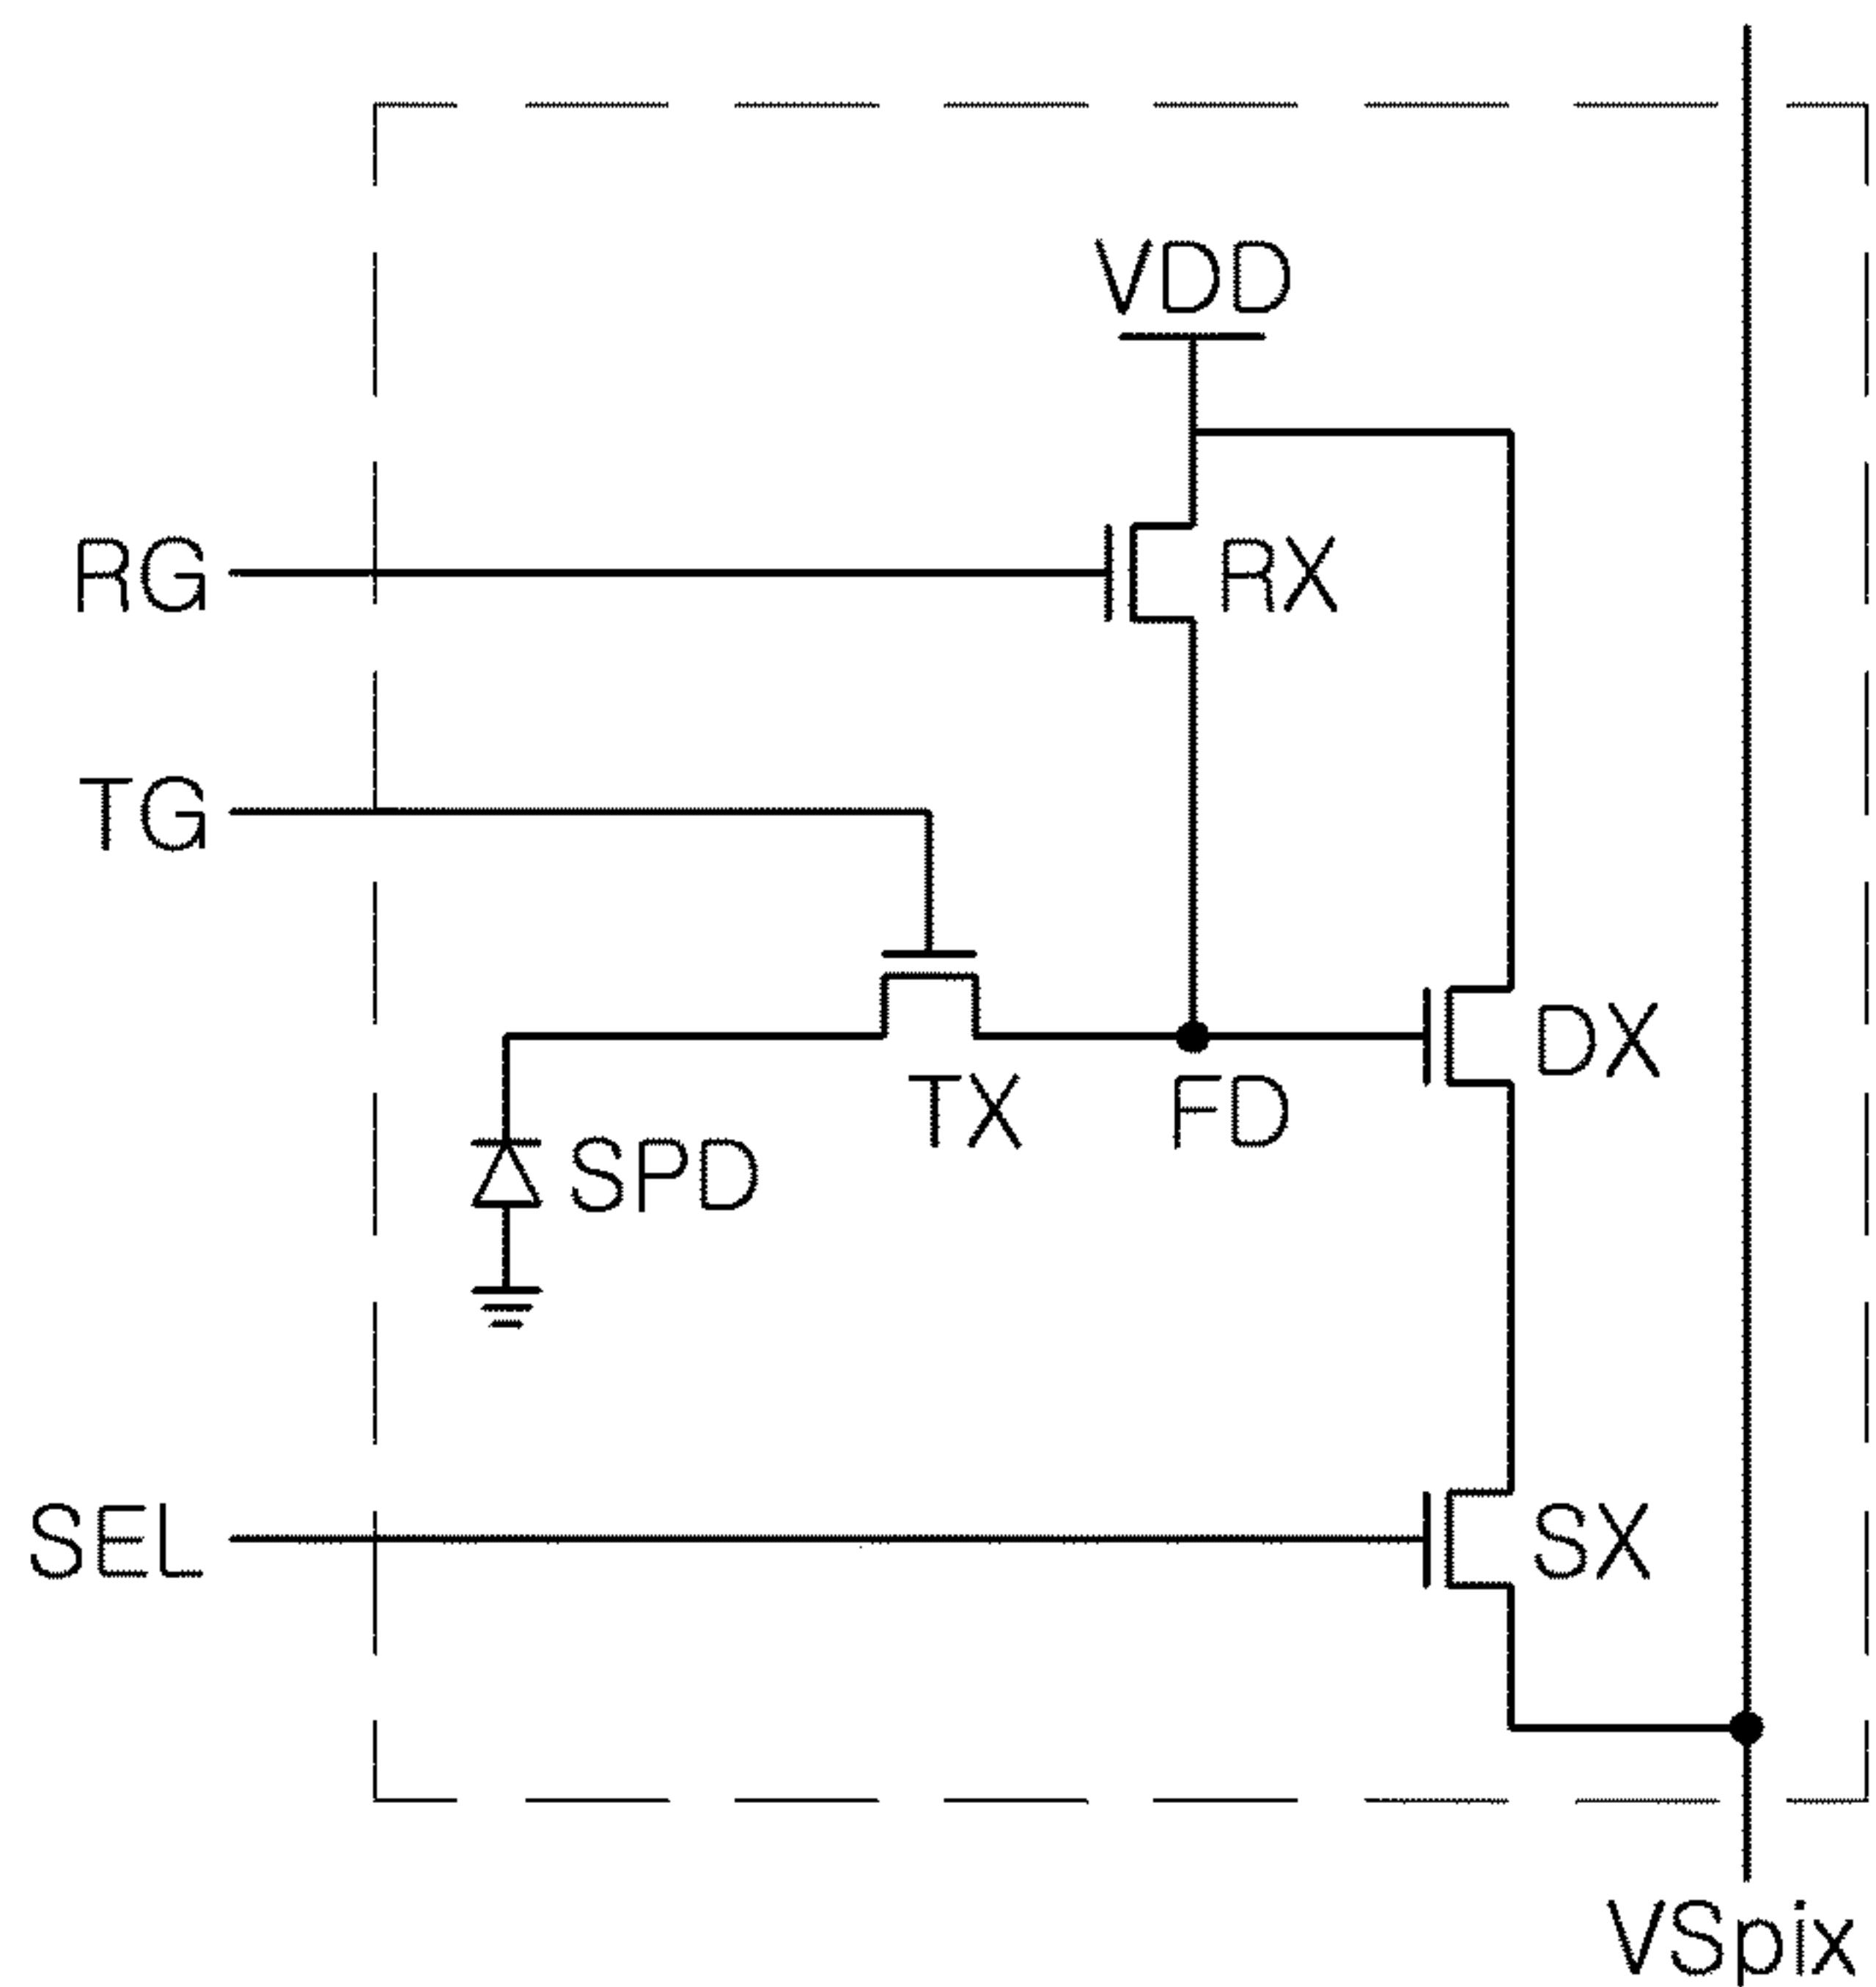 VDD
RG
RX
TG
DX
TX
FD
SPD
SEL
SX
VSpix